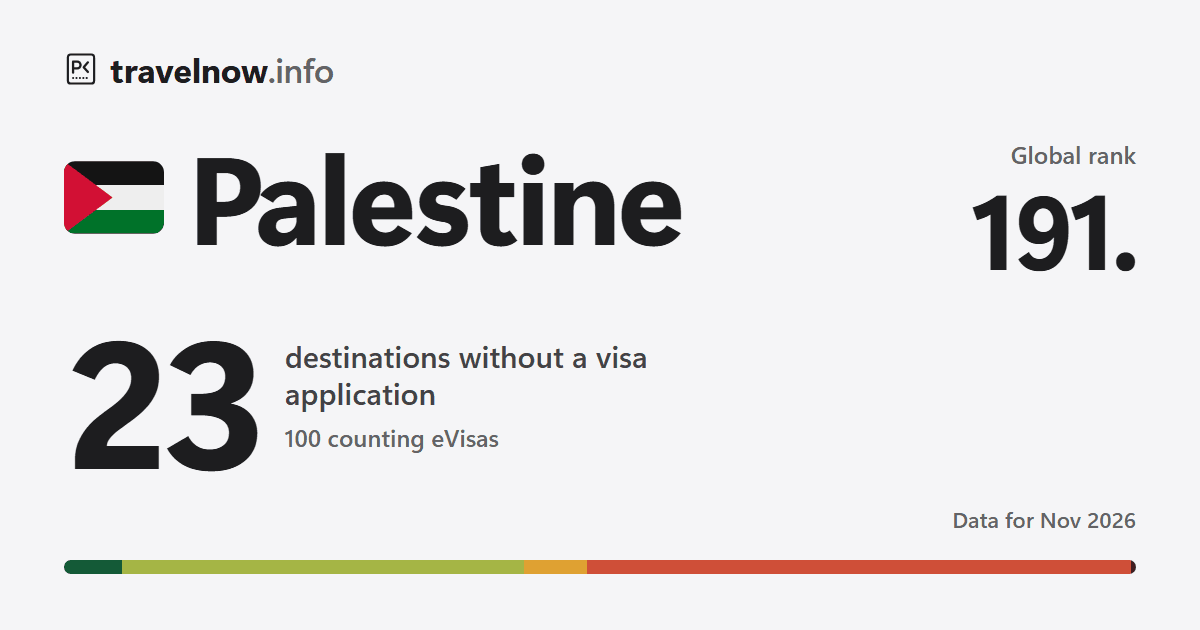 travelnow.info
Palestine
Global rank
191.
23
destinations without a visa
application
100 counting eVisas
Data for Nov 2026